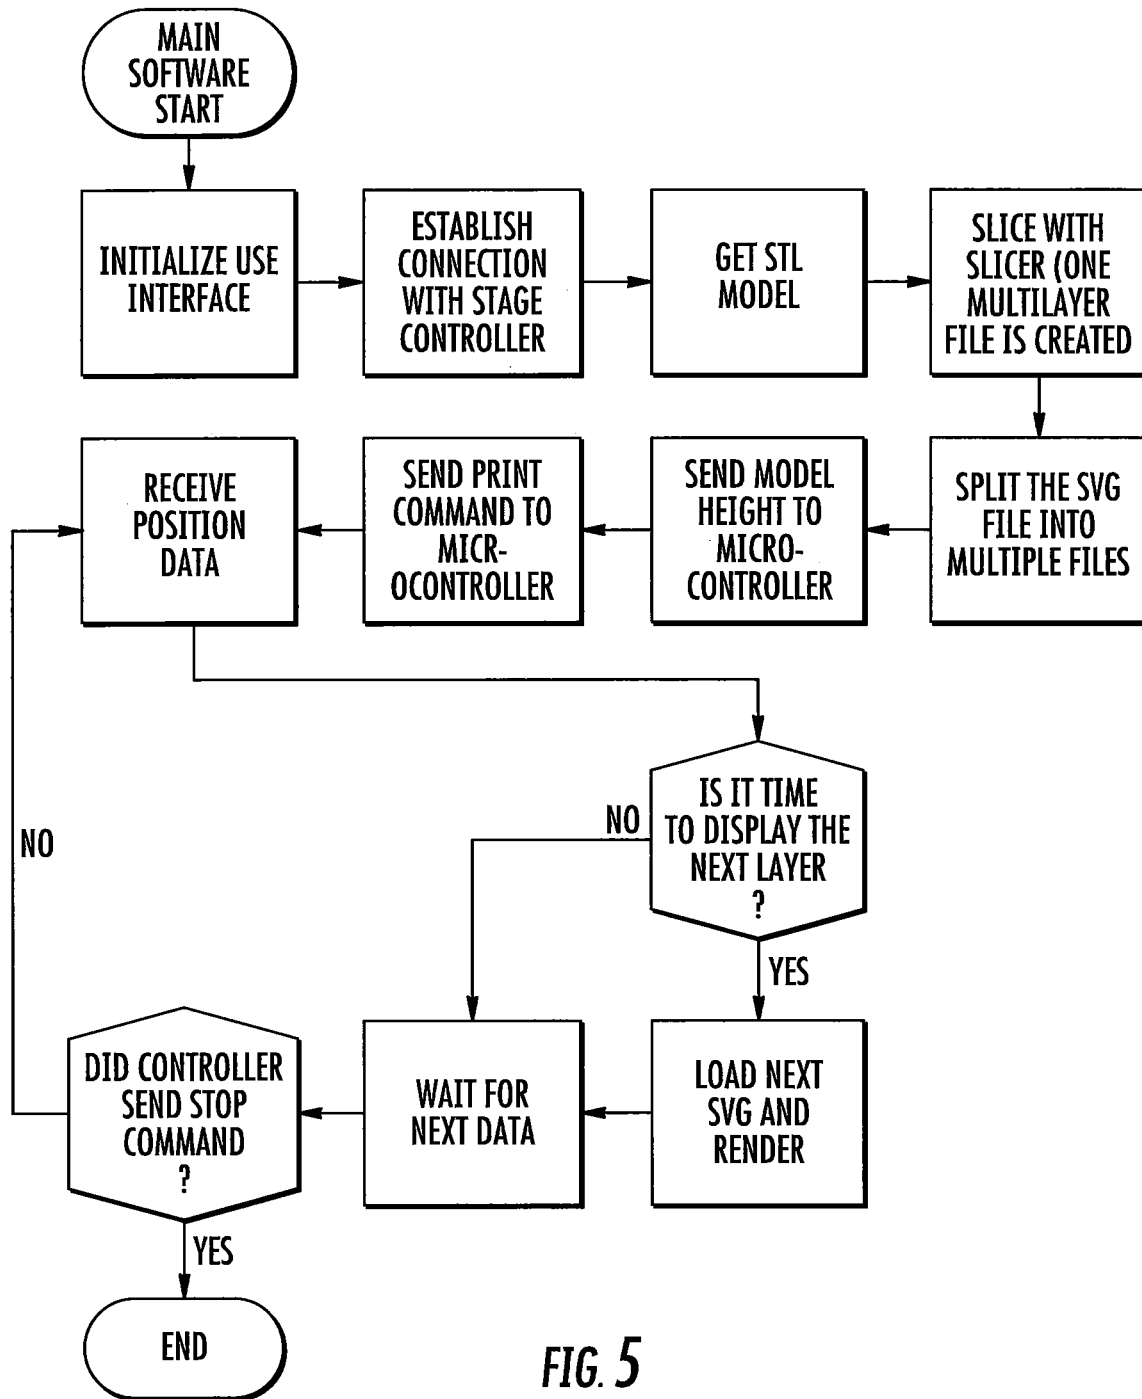 MAIN
SOFTWARE
START
INITIALIZE USE
INTERFACE
ESTABLISH
CONNECTION
WITH STAGE
CONTROLLER
GET STL
MODEL
SLICE WITH
SLICER (ONE
MULTILAYER
FILE IS CREATED
RECEIVE
POSITION
DATA
SEND PRINT
COMMAND TO
MICR-
OCONTROLLER
SEND MODEL
HEIGHT TO
MICRO-
CONTROLLER
SPLIT THE SVG
FILE INTO
MULTIPLE FILES
IS IT TIME
TO DISPLAY THE
NEXT LAYER
?
NO
NO
YES
DID CONTROLLER
SEND STOP
COMMAND
?
WAIT FOR
NEXT DATA
LOAD NEXT
SVG AND
RENDER
YES
END
FIG. 5